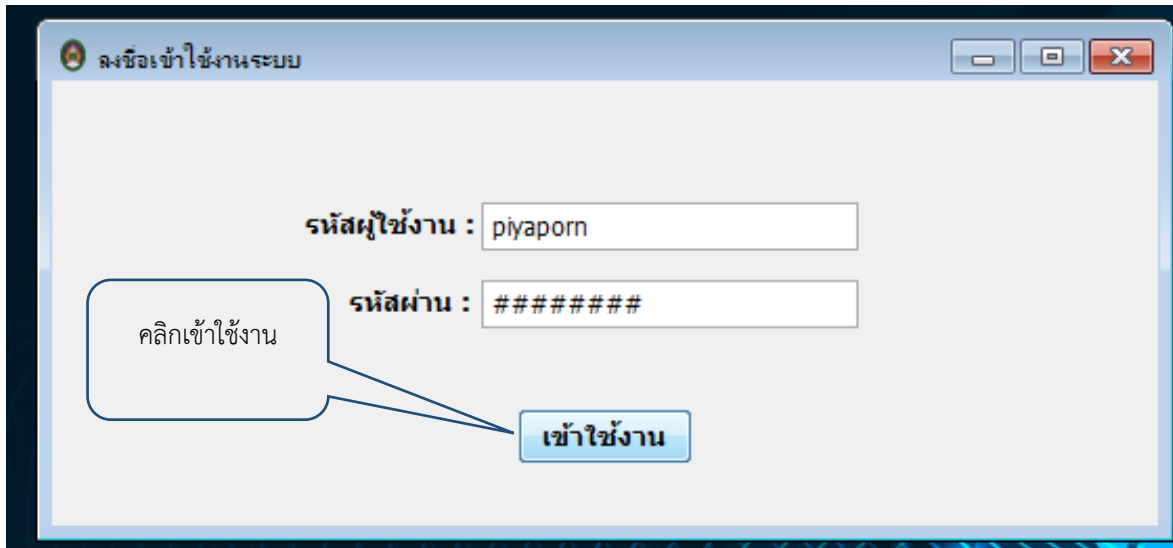 ลงชื่อเข้าใช้งานระบบ
รหัสผู้ใช้งาน : piyaporn
รหัสผ่าน : ########
คลิกเข้าใช้งาน
เข้าใช้งาน